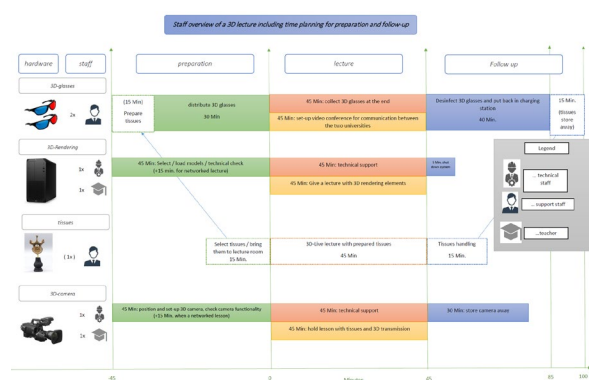 Staff overview of a 3D lecture including time planning for preparation and follow-up
hardware
staff
preparation
lecture
Follow up
3D-glasses
2x
(15 Min)
Prepare
tissues
distribute 3D glasses
30 Min
45 Min: collect 3D glasses at the end
45 Min: set-up video conference for communication between
the two universities
Desinfect 3D glasses and put back in charging
station
40 Min.
15 Min.
(tissues
store
away)
3D-Rendering
1x
1x
45 Min: Select / load models / technical check
(+15 min. for networked lecture)
45 Min: technical support
45 Min: Give a lecture with 3D rendering elements
Legend
... technical
staff
... support staff
...teacher
tissues
(1x)
Select tissues / bring
them to lecture room
15 Min.
3D-Give lecture with prepared tissues
45 Min
Tissues handling
15 Min.
3D-camera
1x
1x
45 Min: position and set up 3D camera, check camera functionality
(+15 Min. when a networked lesson)
45 Min: technical support
45 Min: hold lesson with tissues and 3D transmission
30 Min: store camera away
-45
0
Minutes
45
85
100